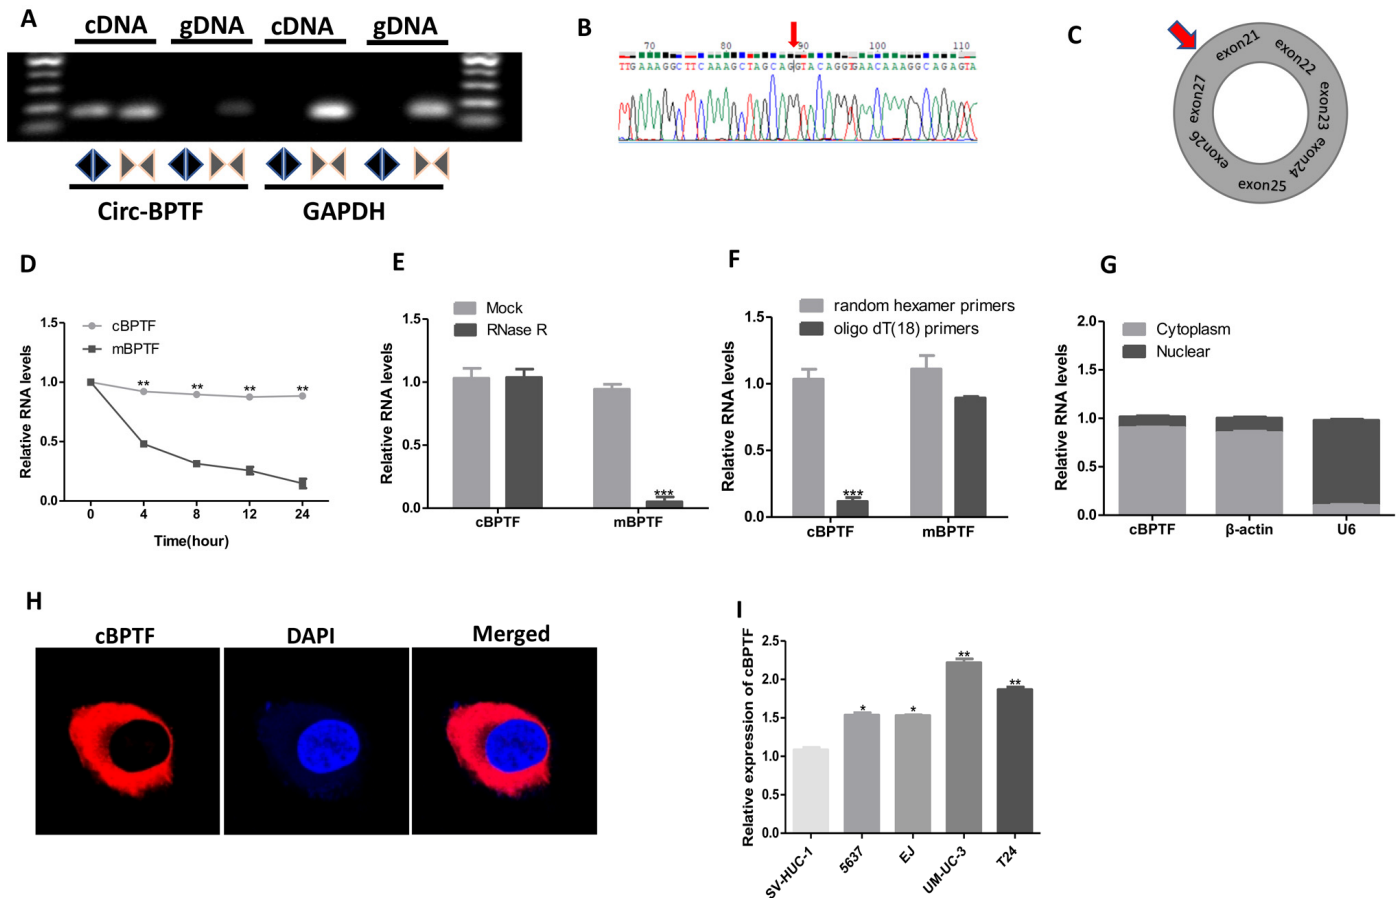 A
cDNA gDNA cDNA gDNA
Circ-BPTF GAPDH
B
70 80 90 100 110
TTGAAAGGCTTCAAAGCTAGCAGGTACAGGTGAACAAAGGCAGAGTA
C
exon21
exon22
exon23
exon24
exon25
exon26
exon27
D
cBPTF
mBPTF
Relative RNA levels
1.5
1.0
0.5
0.0
** ** ** **
0 4 8 12 24
Time(hour)
E
Mock
RNase R
Relative RNA levels
1.5
1.0
0.5
0.0
***
cBPTF mBPTF
F
random hexamer primers
oligo dT(18) primers
Relative RNA levels
1.5
1.0
0.5
0.0
***
cBPTF mBPTF
G
Cytoplasm
Nuclear
Relative RNA levels
2.0
1.5
1.0
0.5
0.0
cBPTF β-actin U6
H
cBPTF DAPI Merged
I
Relative expression of cBPTF
2.5
2.0
1.5
1.0
0.5
0.0
* * ** **
SV-HUC-1 5637 EJ UM-UC-3 T24